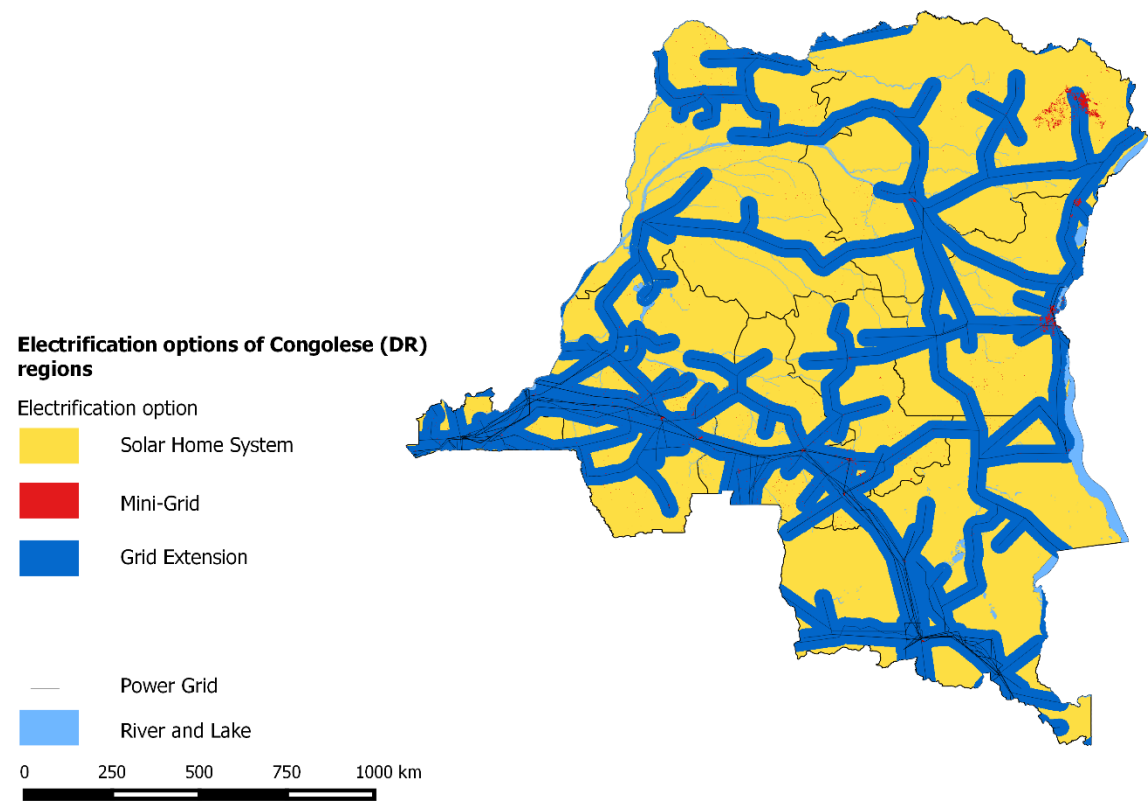 Electrification options of Congolese (DR)
regions
Electrification option
Solar Home System
Mini-Grid
Grid Extension
Power Grid
River and Lake
0 250 500 750 1000 km